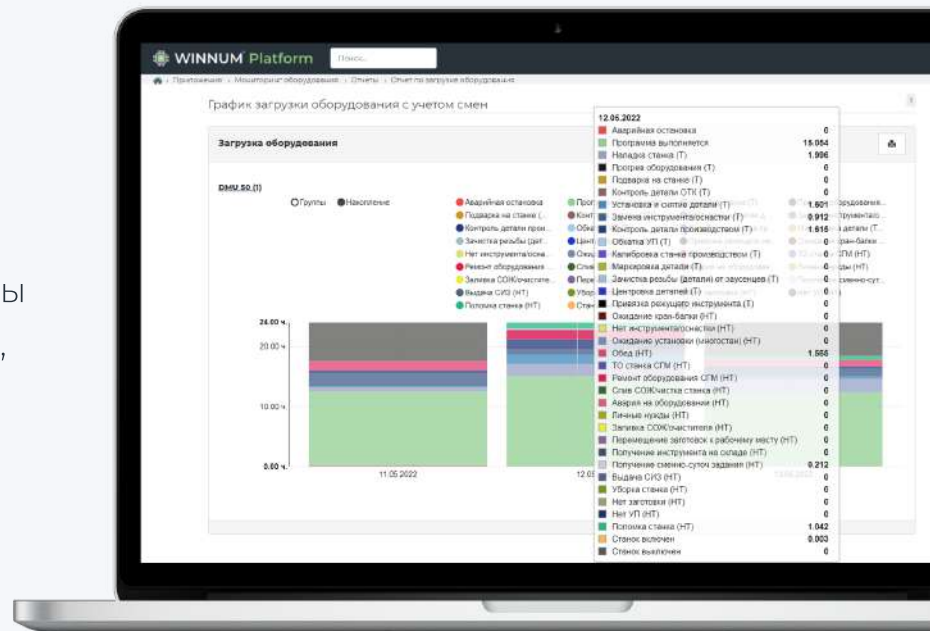 WINNUM Platform
Поиск...
Приложения › Мониторинг оборудования › Отчеты › Отчет по загрузке оборудования
График загрузки оборудования с учетом смен
Загрузка оборудования
DMU 50 (1)
Группы Накопление
Аварийная остановка
Подварка на станке (...
Контроль детали прои...
Зачистка резьбы (дет...
Нет инструмента/осна...
Ремонт оборудования ...
Заливка СОЖ/очистите...
Выдача СИЗ (НТ)
Поломка станка (НТ)
12.05.2022
Аварийная остановка 0
Программа выполняется 15.054
Наладка станка (Т) 1.996
Прогрев оборудования (Т) 0
Подварка на станке (Т) 0
Контроль детали ОТК (Т) 0
Установка и снятие детали (Т) 1.601
Замена инструмента/оснастки (Т) 0.912
Контроль детали производством (Т) 1.615
Обкатка УП (Т) 0
Калибровка станка производством (Т) 0
Маркировка детали (Т) 0
Зачистка резьбы (детали) от заусенцев (Т) 0
Центровка деталей (Т) 0
Привязка режущего инструмента (Т) 0
Ожидание кран-балки (НТ) 0
Нет инструмента/оснастки (НТ) 0
Ожидание установки (многостан) (НТ) 0
Обед (НТ) 1.555
ТО станка СГМ (НТ) 0
Ремонт оборудования СГМ (НТ) 0
Слив СОЖ/чистка станка (НТ) 0
Авария на оборудовании (НТ) 0
Личные нужды (НТ) 0
Заливка СОЖ/очистителя (НТ) 0
Перемещение заготовок к рабочему месту (НТ) 0
Получение инструмента на складе (НТ) 0
Получение сменно-суточ задания (НТ) 0.212
Выдача СИЗ (НТ) 0
Уборка станка (НТ) 0
Нет заготовки (НТ) 0
Нет УП (НТ) 0
Поломка станка (НТ) 1.042
Станок включен 0.003
Станок выключен 0
24.00 ч.
20.00 ч.
10.00 ч.
0.00 ч.
11.05.2022
ы
,